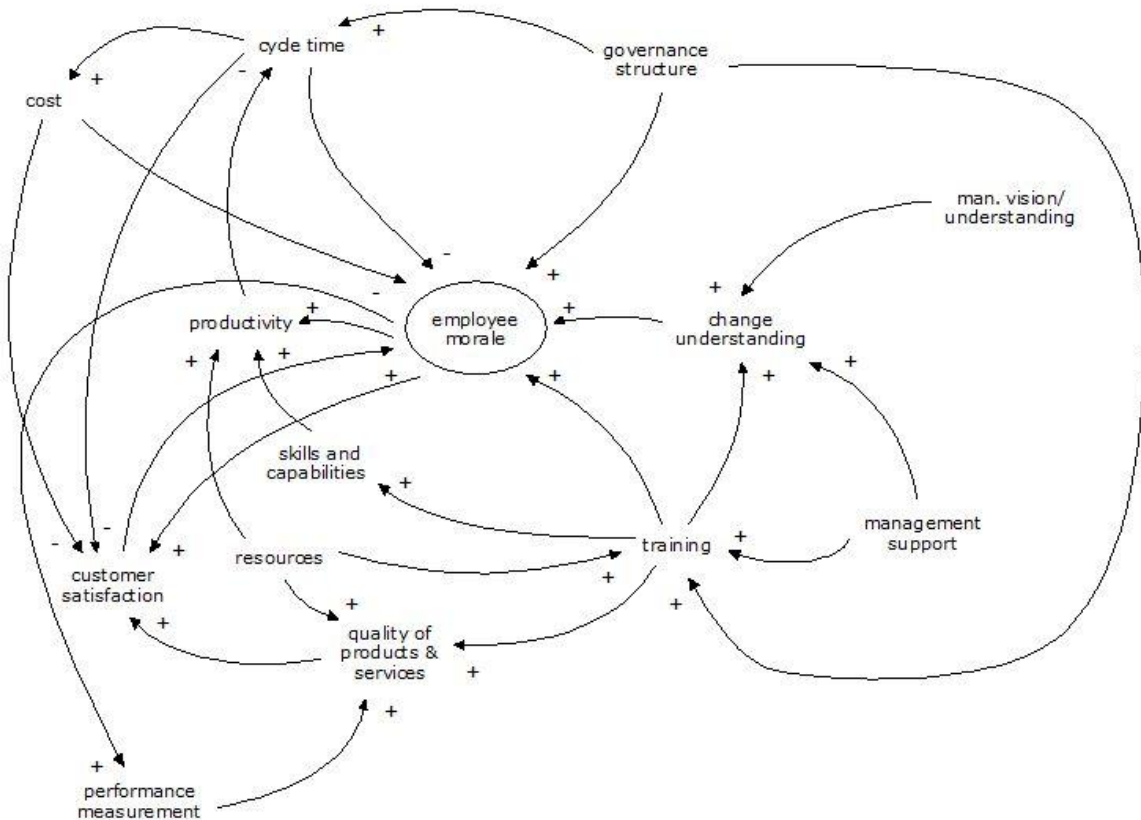 cycle time
+
governance
structure
+
-
cost
man. vision/
understanding
-
+
-
+
+
+
productivity
employee
morale
change
understanding
+
+
+
+
+
+
skills and
capabilities
+
-
-
+
management
support
+
training
resources
customer
satisfaction
+
+
+
+
quality of
products &
services
+
+
+
performance
measurement